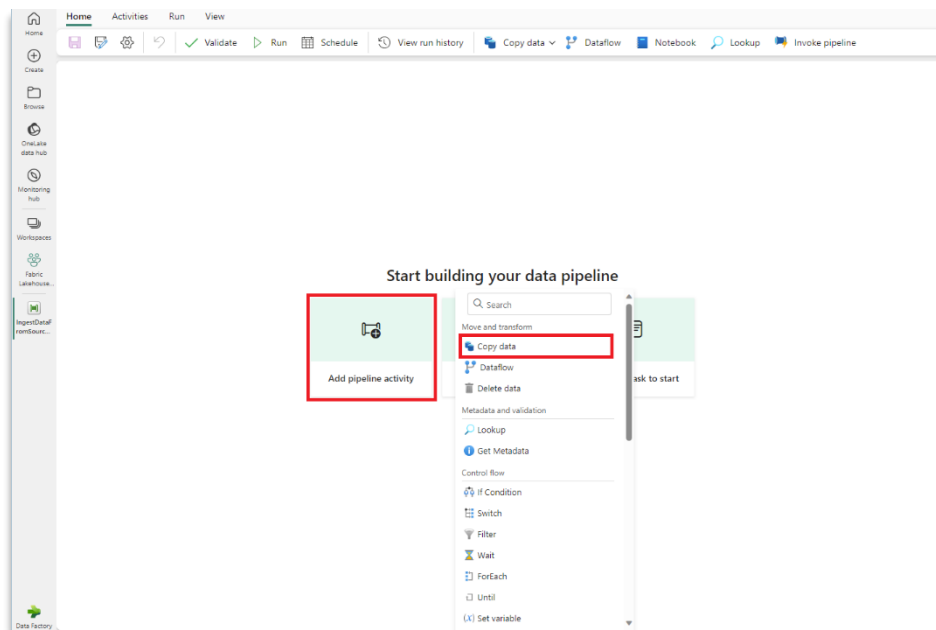 Home Activities Run View
Validate Run Schedule View run history Copy data Dataflow Notebook Lookup Invoke pipeline
Home
Create
Browse
OneLake
data hub
Monitoring
hub
Workspaces
Fabric
Lakehouse...
IngestDataF
romSourc...
Data Factory
Start building your data pipeline
Add pipeline activity
ask to start
Search
Move and transform
Copy data
Dataflow
Delete data
Metadata and validation
Lookup
Get Metadata
Control flow
If Condition
Switch
Filter
Wait
ForEach
Until
(X) Set variable